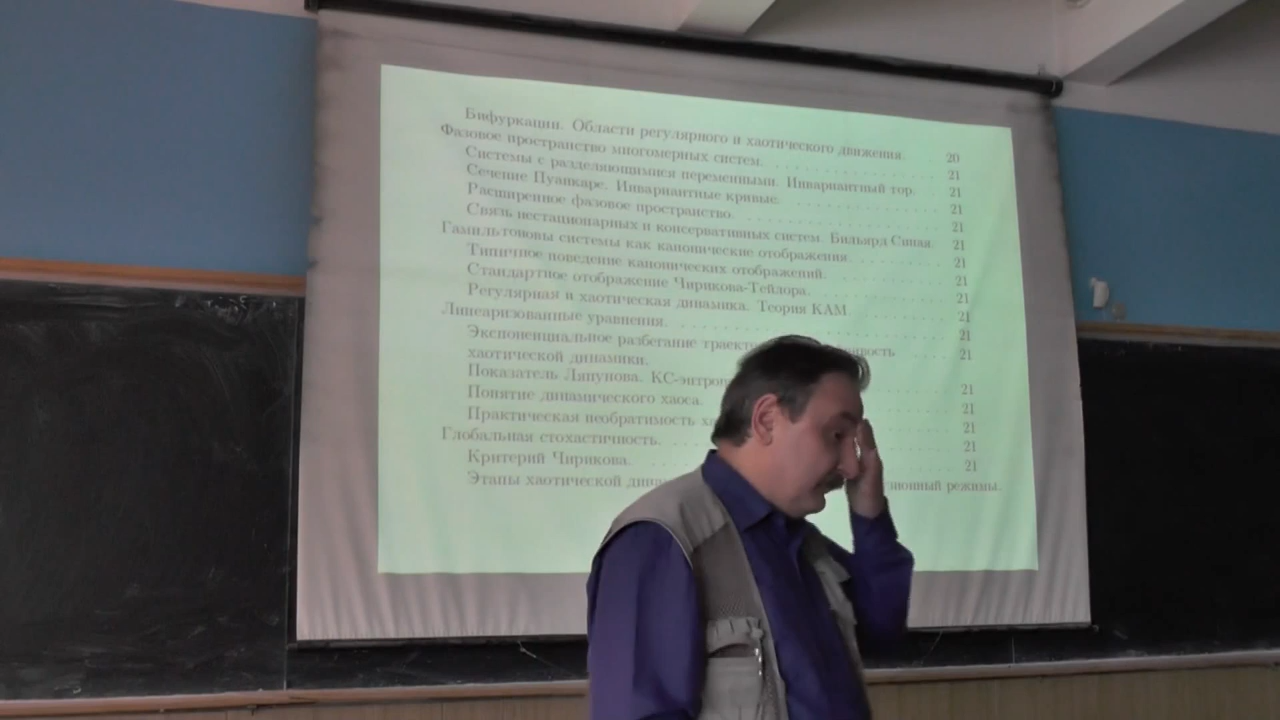 Бифуркации. Области регулярного и хаотического движения. 20
Фазовое пространство многомерных систем. . . . . . . . . . . . . 21
Системы с разделяющимися переменными. Инвариантный тор. 21
Сечение Пуанкаре. Инвариантные кривые. . . . . . . . . . . 21
Расширенное фазовое пространство. . . . . . . . . . . . . . 21
Связь нестационарных и консервативных систем. Бильярд Синая. 21
Гамильтоновы системы как канонические отображения. . . . . . . 21
Типичное поведение канонических отображений. . . . . . . . 21
Стандартное отображение Чирикова-Тейлора. . . . . . . . . . 21
Регулярная и хаотическая динамика. Теория КАМ. . . . . . . 21
Линеаризованные уравнения. . . . . . . . . . . . . . . . . . . . 21
Экспоненциальное разбегание
хаотической динамики. 21
Показатель Ляпунова. 21
Понятие динамического хаоса. 21
Практическая необратимость 21
Глобальная стохастичность. . . . 21
Критерий Чирикова. . . . 21
Этапы хаотической режимы.